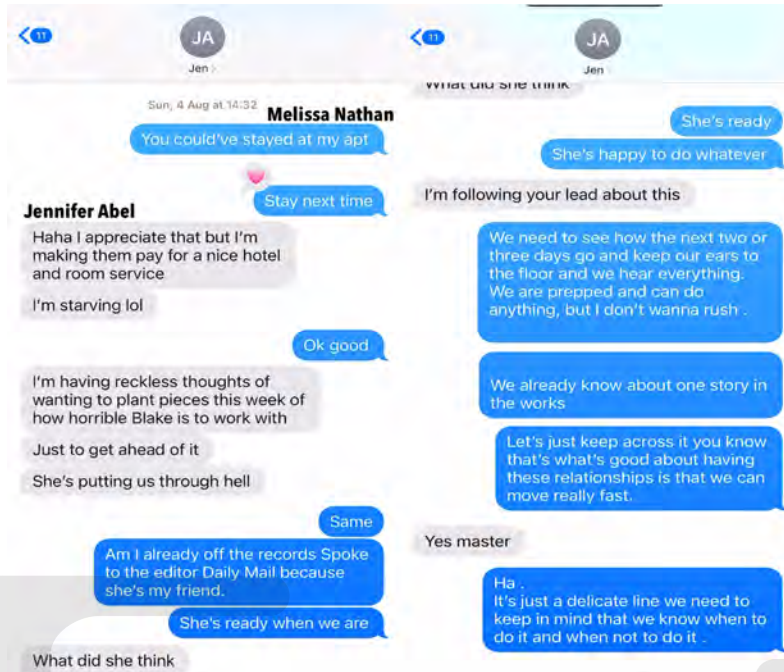 11
JA
Jen >
Sun, 4 Aug at 14:32
Melissa Nathan
You could've stayed at my apt
Stay next time
Jennifer Abel
Haha I appreciate that but I'm
making them pay for a nice hotel
and room service
I'm starving lol
Ok good
I'm having reckless thoughts of
wanting to plant pieces this week of
how horrible Blake is to work with
Just to get ahead of it
She's putting us through hell
Same
Am I already off the records Spoke
to the editor Daily Mail because
she's my friend.
She's ready when we are
What did she think
11
JA
Jen
What did she think
She's ready
She's happy to do whatever
I'm following your lead about this
We need to see how the next two or
three days go and keep our ears to
the floor and we hear everything.
We are prepped and can do
anything, but I don't wanna rush .
We already know about one story in
the works
Let's just keep across it you know
that's what's good about having
these relationships is that we can
move really fast.
Yes master
Ha .
It's just a delicate line we need to
keep in mind that we know when to
do it and when not to do it .